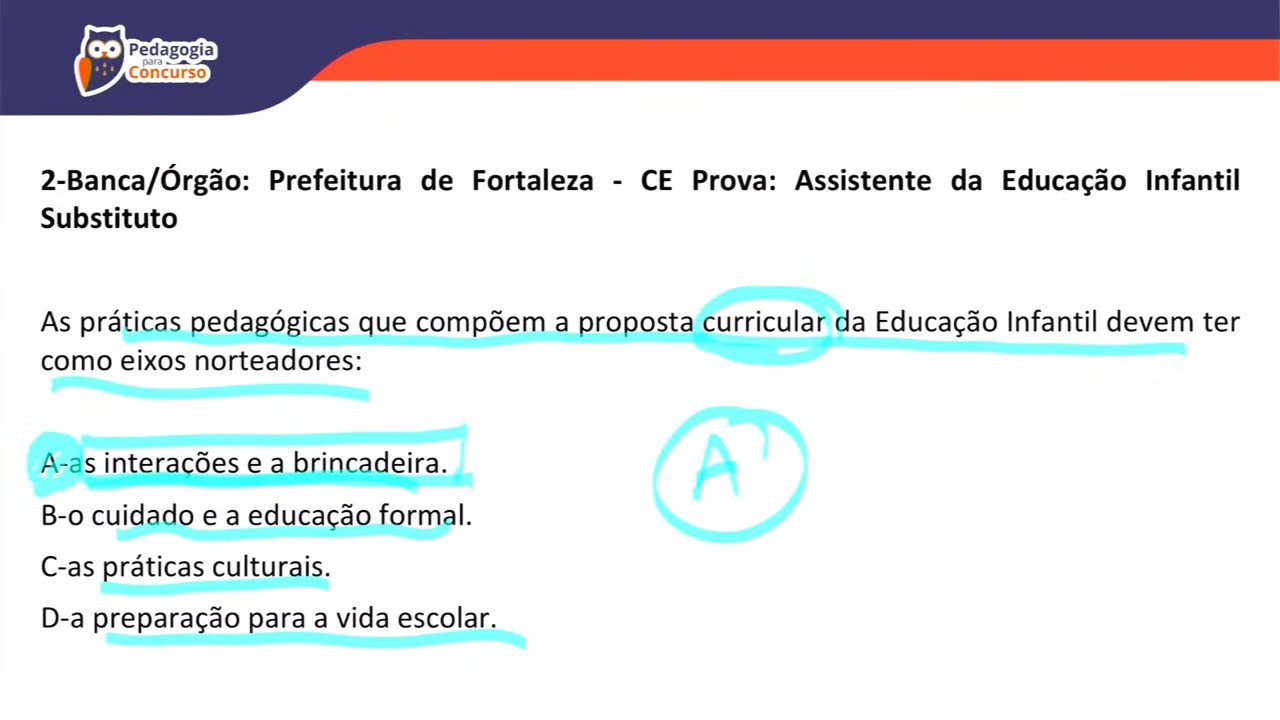 Pedagogia
para
Concurso
2-Banca/Órgão: Prefeitura de Fortaleza - CE Prova: Assistente da Educação Infantil
Substituto
As práticas pedagógicas que compõem a proposta curricular da Educação Infantil devem ter
como eixos norteadores:
A-as interações e a brincadeira.
A
B-o cuidado e a educação formal.
C-as práticas culturais.
D-a preparação para a vida escolar.